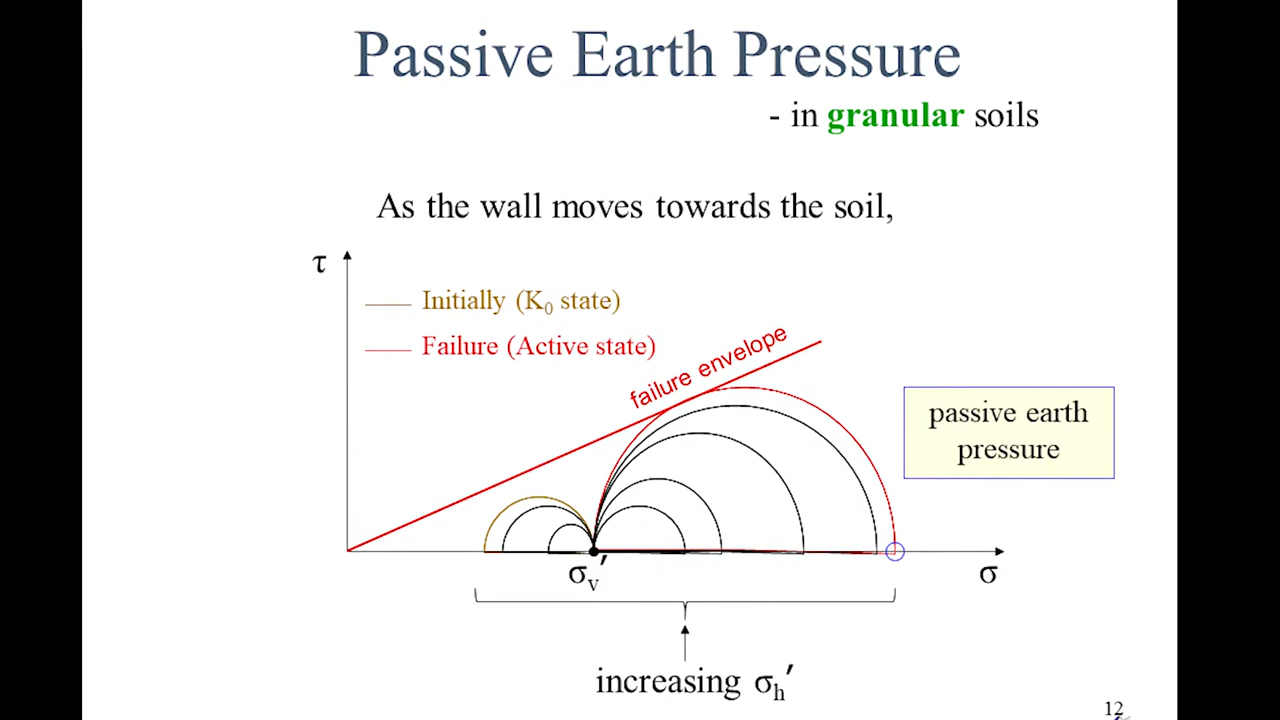 Passive Earth Pressure
- in granular soils
As the wall moves towards the soil,
τ
Initially (K₀ state)
Failure (Active state)
failure envelope
passive earth
pressure
σᵥ′
σ
increasing σₕ′
12